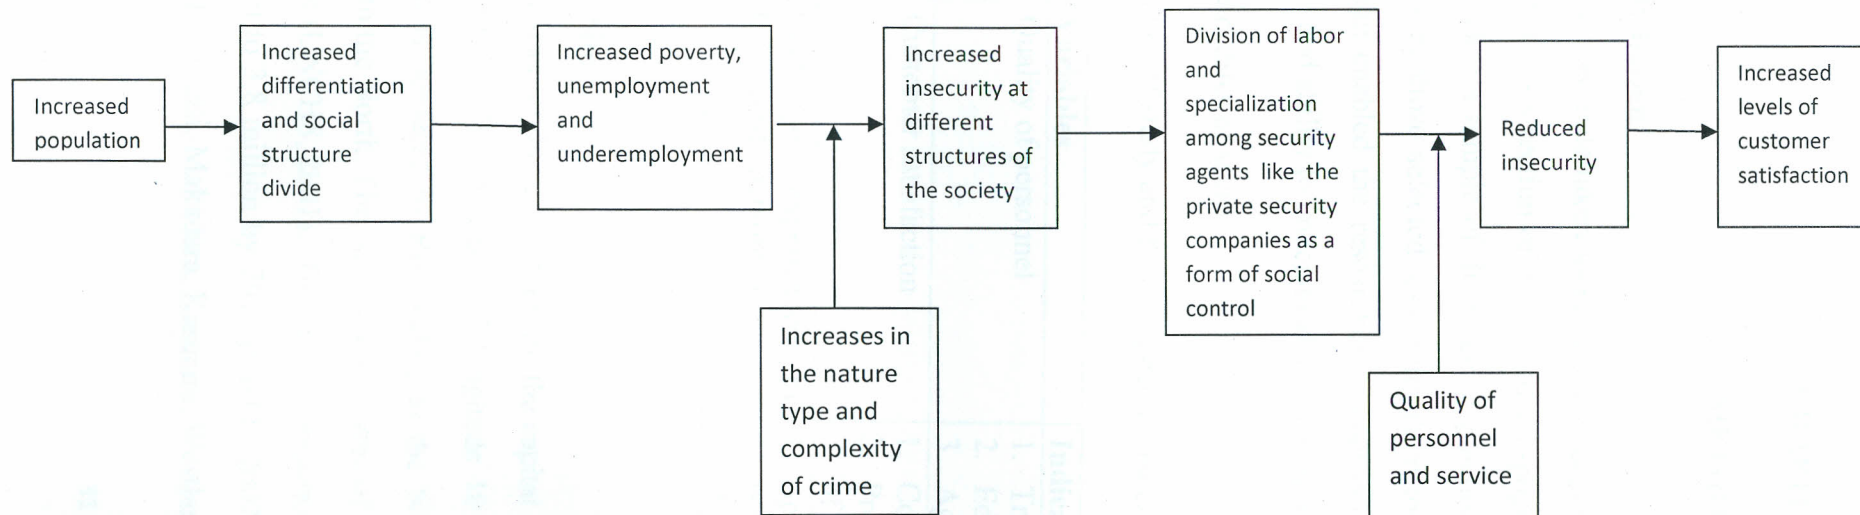 Increased
population
Increased
differentiation
and social
structure
divide
Increased poverty,
unemployment
and
underemployment
Increases in
the nature
type and
complexity
of crime
Increased
insecurity at
different
structures of
the society
Division of labor
and
specialization
among security
agents like the
private security
companies as a
form of social
control
Quality of
personnel
and service
Reduced
insecurity
Increased
levels of
customer
satisfaction